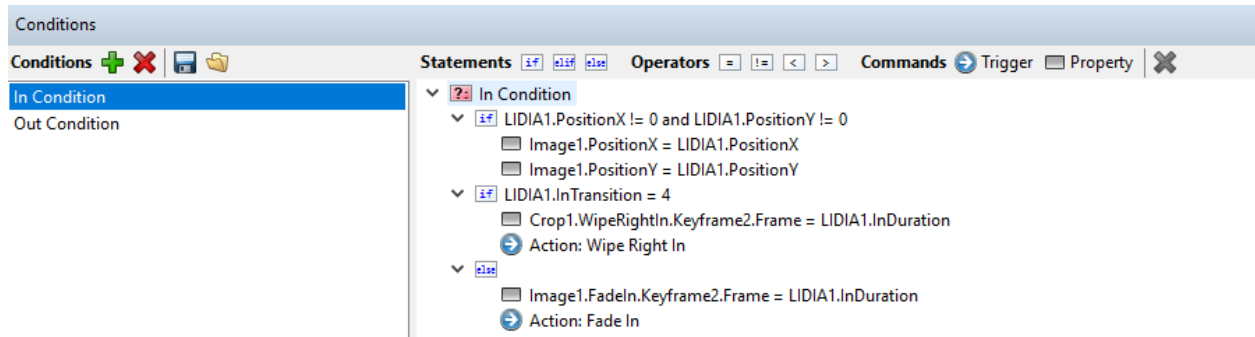 Conditions
Conditions
Statements if elif else Operators = != < > Commands Trigger Property
In Condition
Out Condition
?: In Condition
if LIDIA1.PositionX != 0 and LIDIA1.PositionY != 0
Image1.PositionX = LIDIA1.PositionX
Image1.PositionY = LIDIA1.PositionY
if LIDIA1.InTransition = 4
Crop1.WipeRightIn.Keyframe2.Frame = LIDIA1.InDuration
Action: Wipe Right In
else
Image1.FadeIn.Keyframe2.Frame = LIDIA1.InDuration
Action: Fade In